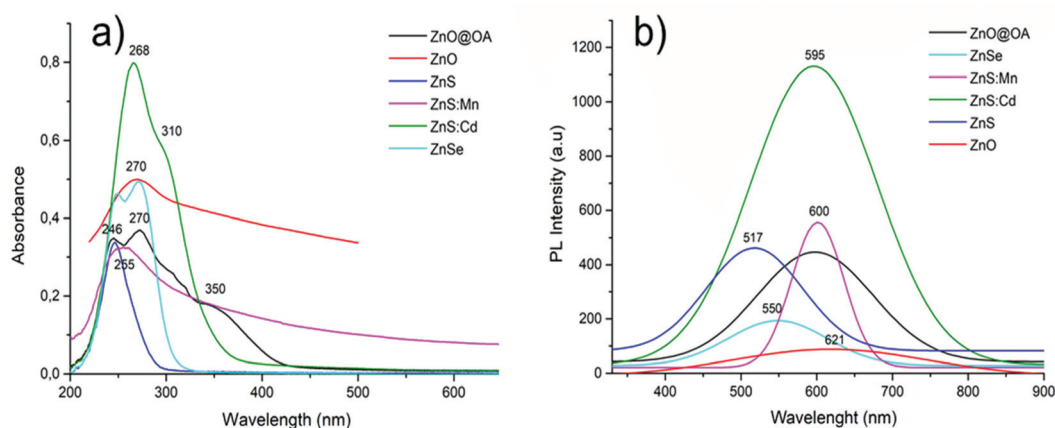 a)
268
310
270
246
270
255
350
ZnO@OA
ZnO
ZnS
ZnS:Mn
ZnS:Cd
ZnSe
Absorbance
0,8
0,6
0,4
0,2
0,0
200
300
400
500
600
Wavelength (nm)
b)
595
600
517
550
621
ZnO@OA
ZnSe
ZnS:Mn
ZnS:Cd
ZnS
ZnO
PL Intensity (a.u)
1200
1000
800
600
400
200
0
400
500
600
700
800
900
Wavelenght (nm)